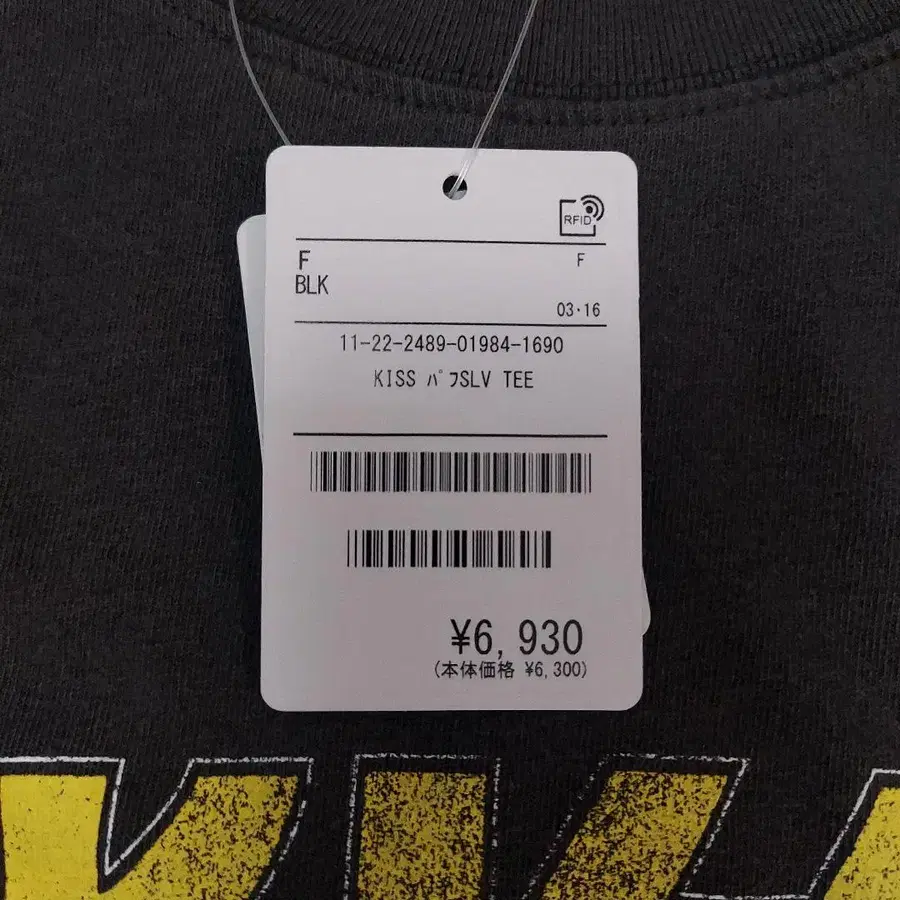 RFID
F F
BLK
03・16
11-22-2489-01984-1690
KISS ﾊﾟﾌSLV TEE
¥6,930
(本体価格 ¥6,300)